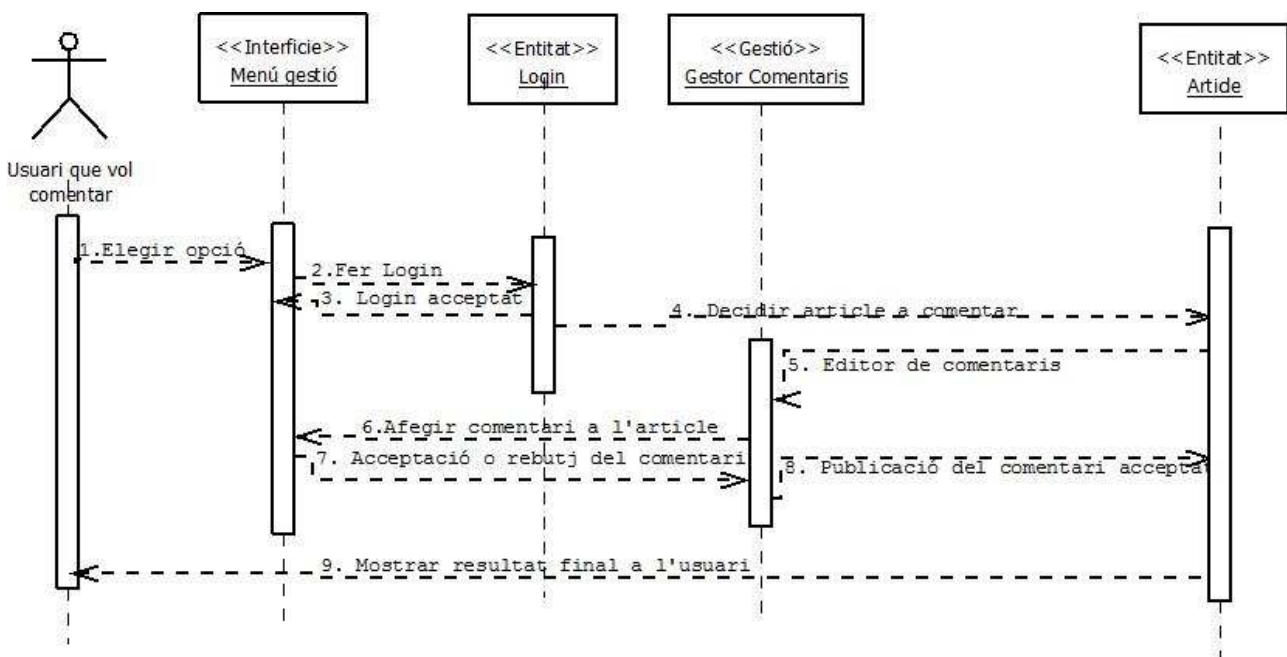 <<Interfície>>
Menú gestió
<<Entitat>>
Login
<<Gestió>>
Gestor Comentaris
<<Entitat>>
Article
Usuari que vol
comentar
1.Elegir opció
2.Fer Login
3. Login acceptat
4. Decidir article a comentar
5. Editor de comentaris
6.Afegir comentari a l'article
7. Acceptació o rebutj del comentari
8. Publicació del comentari acceptat
9. Mostrar resultat final a l'usuari